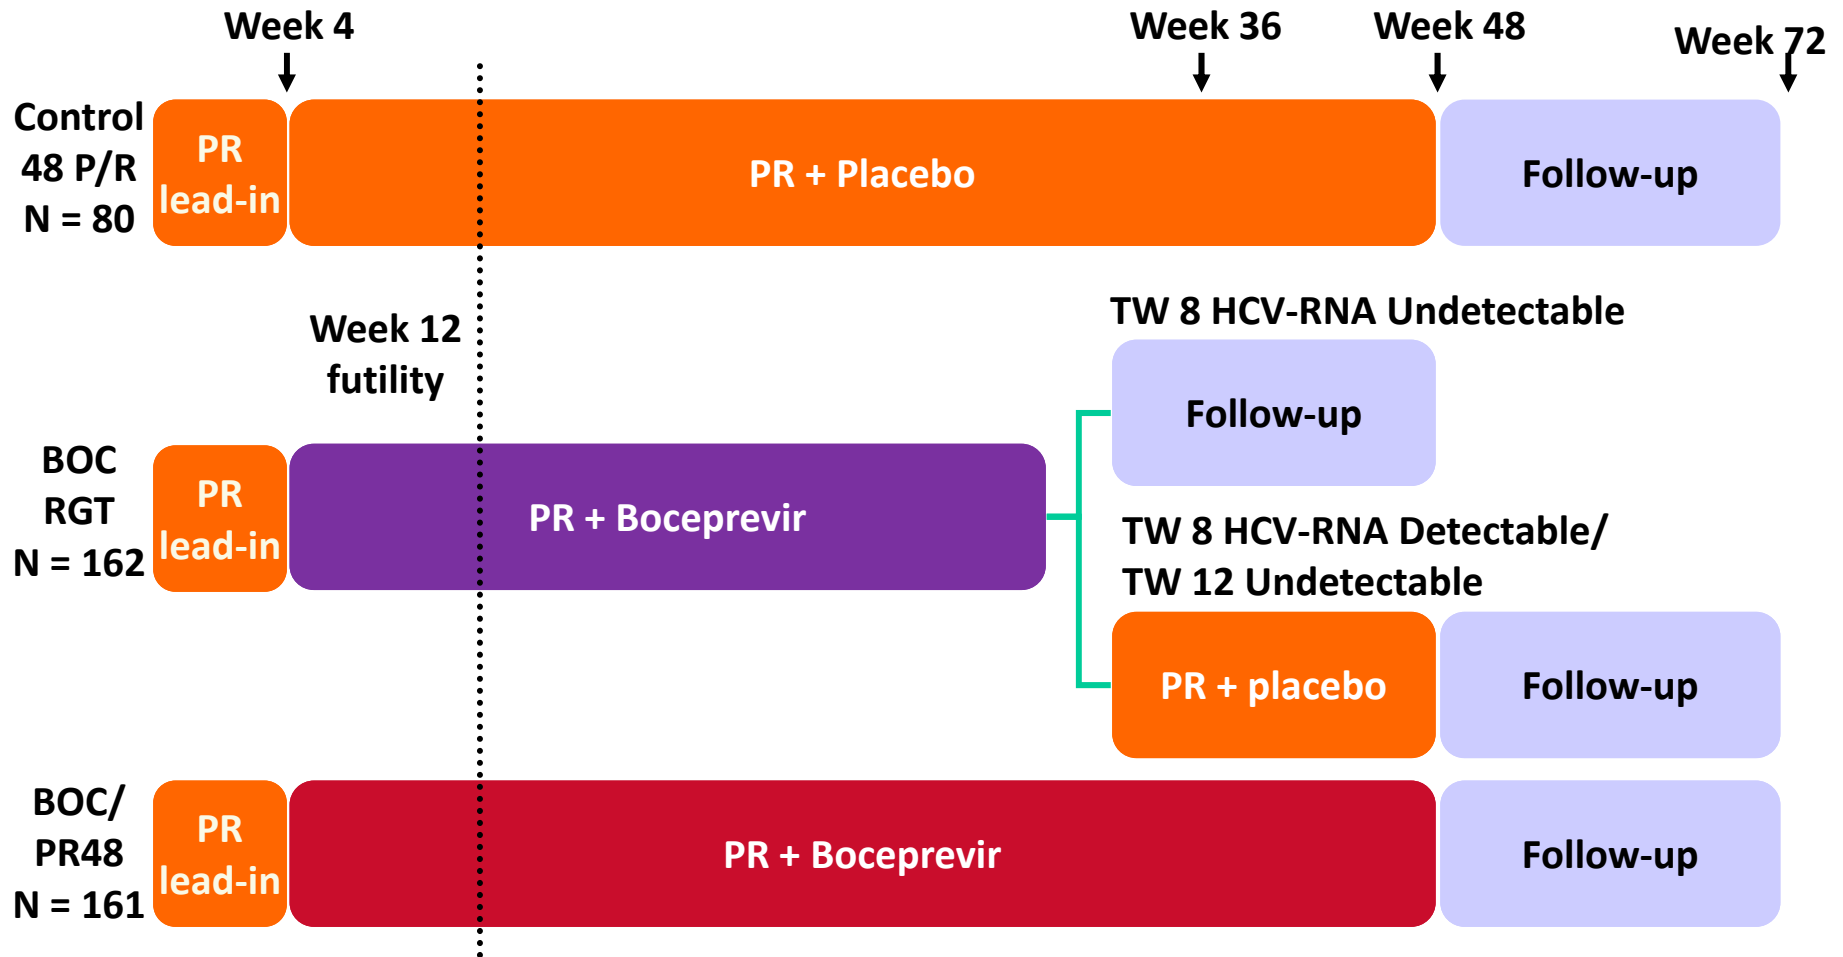 Week 4
Week 36
Week 48
Week 72
Control
48 P/R
N = 80
PR
lead-in
PR + Placebo
Follow-up
Week 12
futility
TW 8 HCV-RNA Undetectable
Follow-up
BOC
RGT
N = 162
PR
lead-in
PR + Boceprevir
TW 8 HCV-RNA Detectable/
TW 12 Undetectable
PR + placebo
Follow-up
BOC/
PR48
N = 161
PR
lead-in
PR + Boceprevir
Follow-up